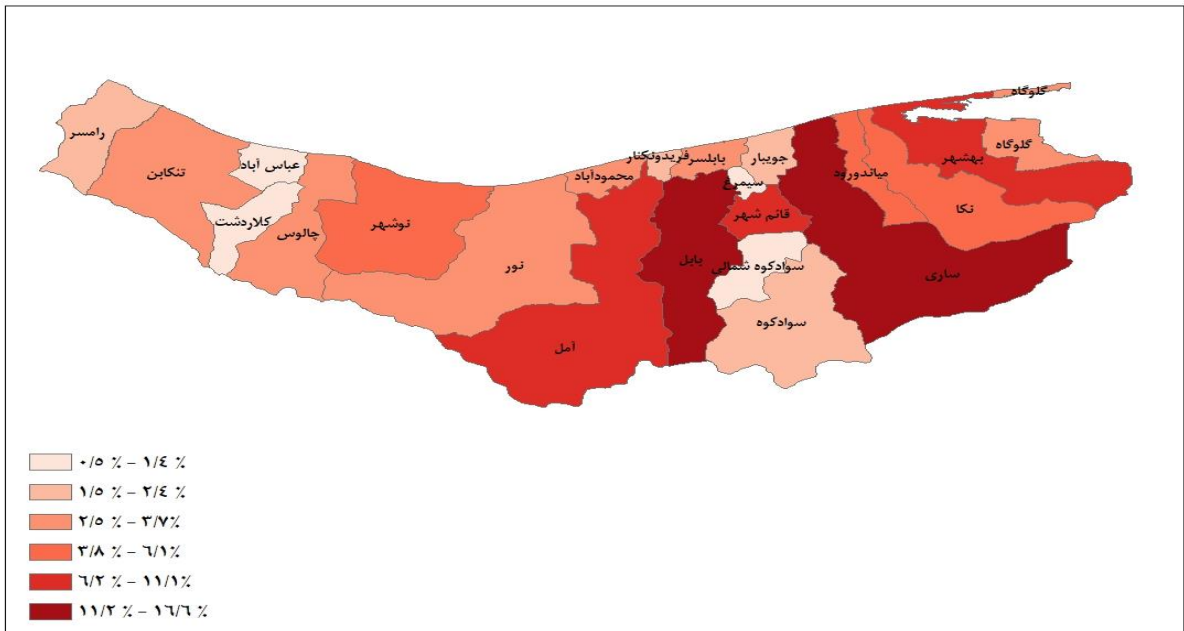 گلوگاه
رامسر
تنکابن
عباس آباد
کلاردشت
چالوس
نوشهر
نور
محمودآباد
فریدونکنار
بابلسر
جویبار
سیمرغ
قائم شهر
میاندورود
بهشهر
گلوگاه
نکا
ساری
بابل
آمل
سوادکوه شمالی
سوادکوه
٠/٥ % – ١/٤ %
١/٥ % – ٢/٤ %
٢/٥ % – ٣/٧%
٣/٨ % – ٦/١%
٦/٢ % – ١١/١%
١١/٢ % – ١٦/٦ %